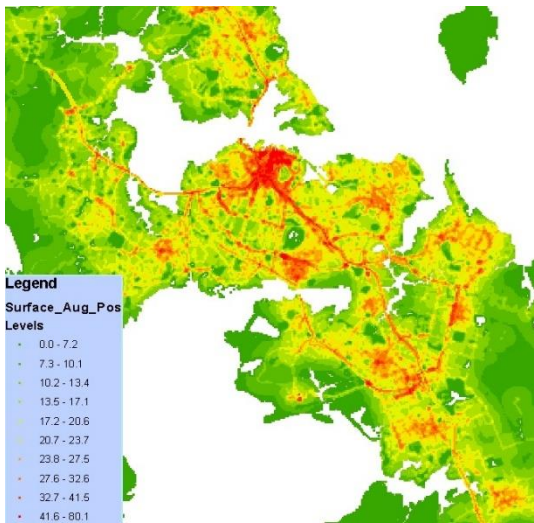 Legend
Surface_Aug_Pos
Levels
0.0 - 7.2
7.3 - 10.1
10.2 - 13.4
13.5 - 17.1
17.2 - 20.6
20.7 - 23.7
23.8 - 27.5
27.6 - 32.6
32.7 - 41.5
41.6 - 80.1